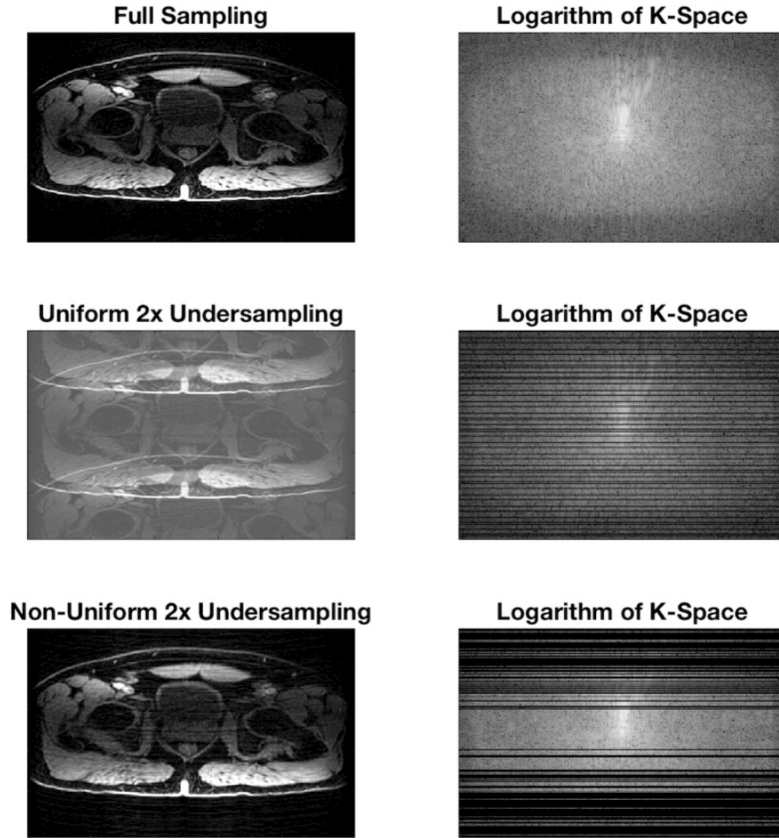 Full Sampling
Logarithm of K-Space
Uniform 2x Undersampling
Logarithm of K-Space
Non-Uniform 2x Undersampling
Logarithm of K-Space